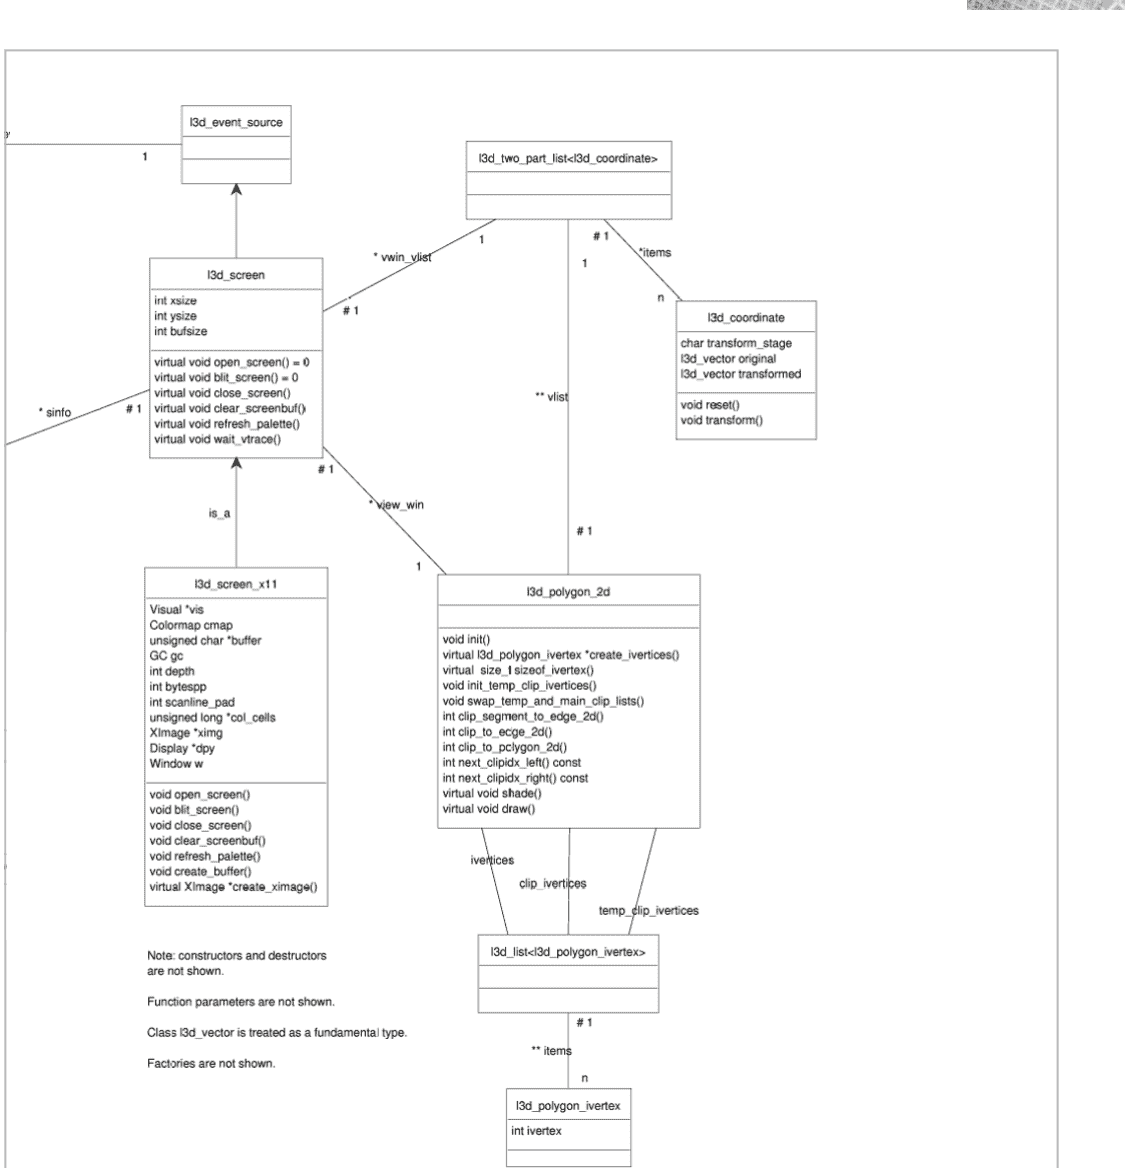 l3d_event_source
1
l3d_two_part_list<l3d_coordinate>
1
# 1
* vwin_vlist
*items
1
# 1
n
l3d_screen
int xsize
int ysize
int bufsize
virtual void open_screen() = 0
virtual void blit_screen() = 0
virtual void close_screen()
virtual void clear_screenbuf()
virtual void refresh_palette()
virtual void wait_vtrace()
l3d_coordinate
char transform_stage
l3d_vector original
l3d_vector transformed
void reset()
void transform()
* sinfo
# 1
** vlist
# 1
* view_win
is_a
# 1
1
l3d_screen_x11
Visual *vis
Colormap cmap
unsigned char *buffer
GC gc
int depth
int bytespp
int scanline_pad
unsigned long *col_cells
XImage *ximg
Display *dpy
Window w
void open_screen()
void blit_screen()
void close_screen()
void clear_screenbuf()
void refresh_palette()
void create_buffer()
virtual XImage *create_ximage()
l3d_polygon_2d
void init()
virtual l3d_polygon_ivertex *create_ivertices()
virtual size_t sizeof_ivertex()
void init_temp_clip_ivertices()
void swap_temp_and_main_clip_lists()
int clip_segment_to_edge_2d()
int clip_to_ecge_2d()
int clip_to_pclygon_2d()
int next_clipidx_left() const
int next_clipidx_right() const
virtual void shade()
virtual void draw()
ivertices
clip_ivertices
temp_clip_ivertices
l3d_list<l3d_polygon_ivertex>
# 1
** items
n
l3d_polygon_ivertex
int ivertex
Note: constructors and destructors
are not shown.
Function parameters are not shown.
Class l3d_vector is treated as a fundamental type.
Factories are not shown.